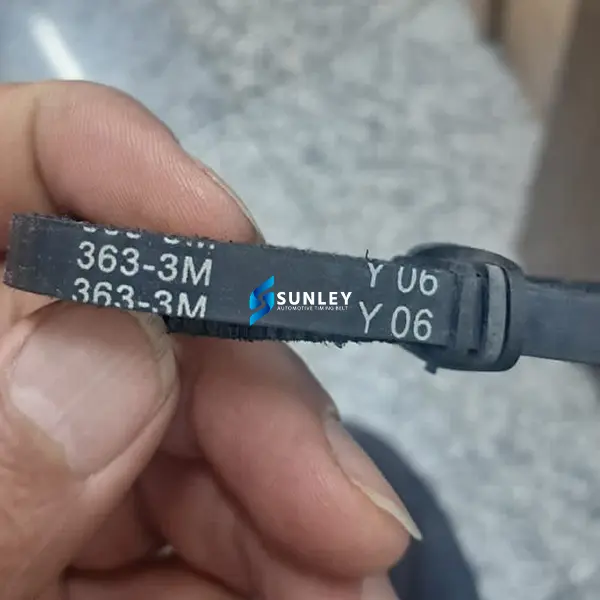 363-3M Y 06
SUNLEY
AUTOMOTIVE TIMING BELT
363-3M Y 06